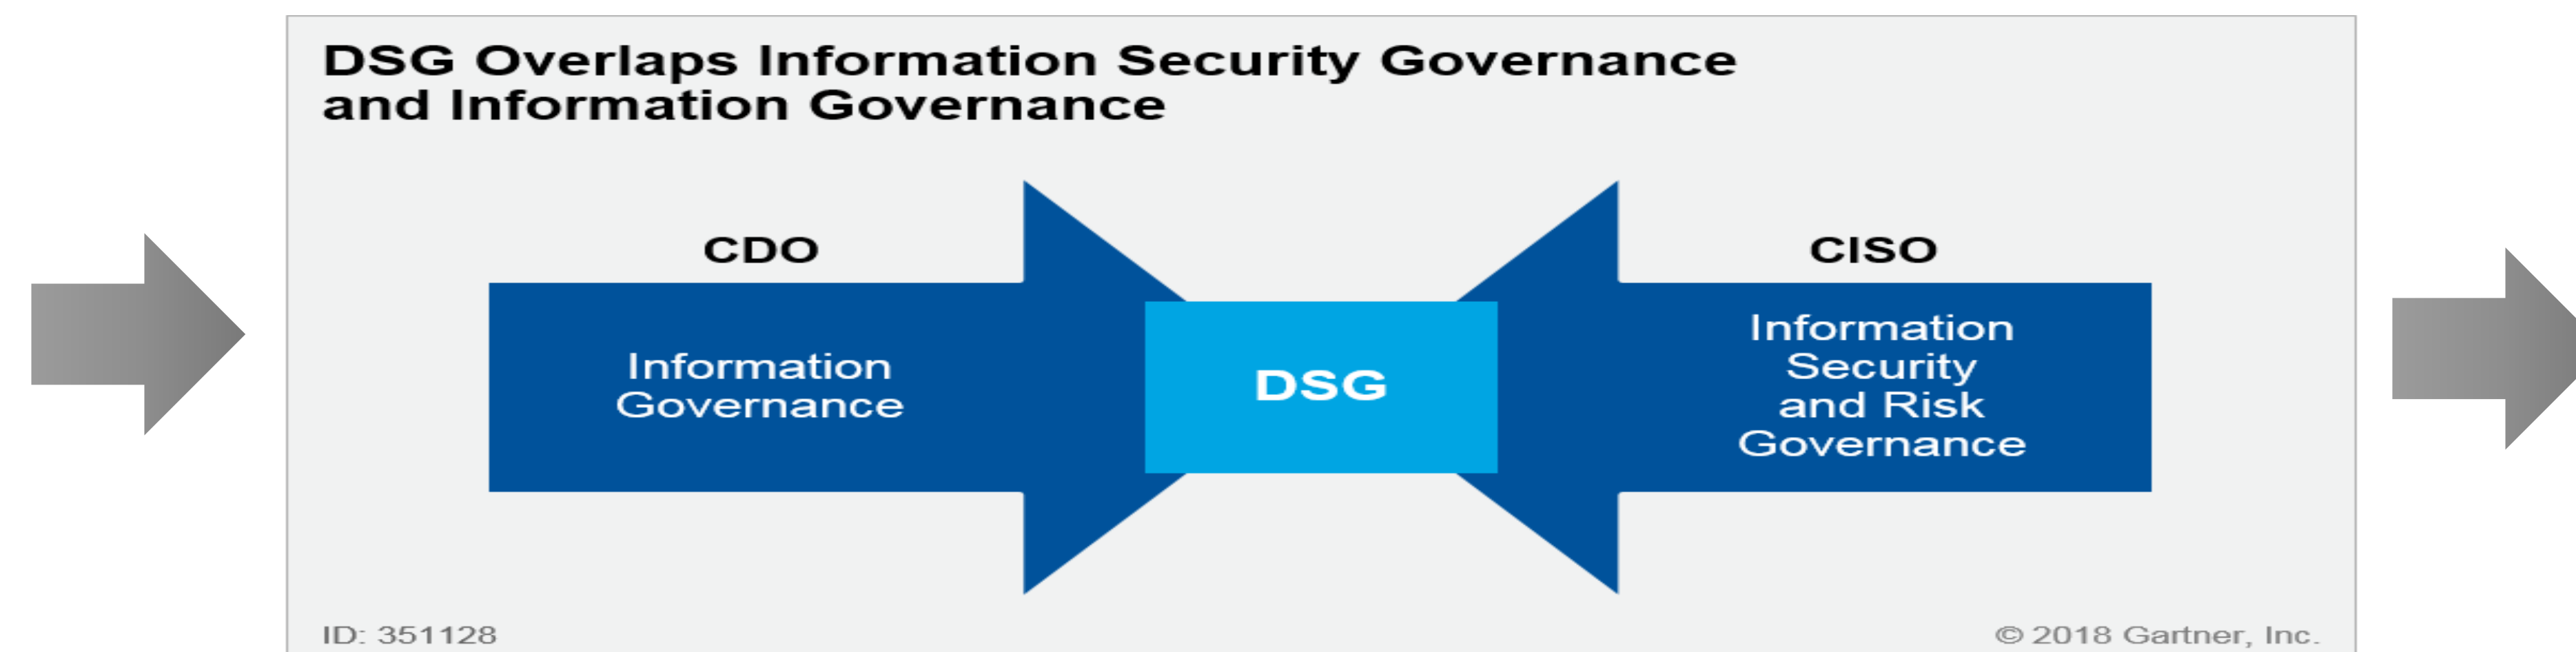 DSG Overlaps Information Security Governance
and Information Governance
CDO
Information
Governance
DSG
CISO
Information
Security
and Risk
Governance
ID: 351128
© 2018 Gartner, Inc.